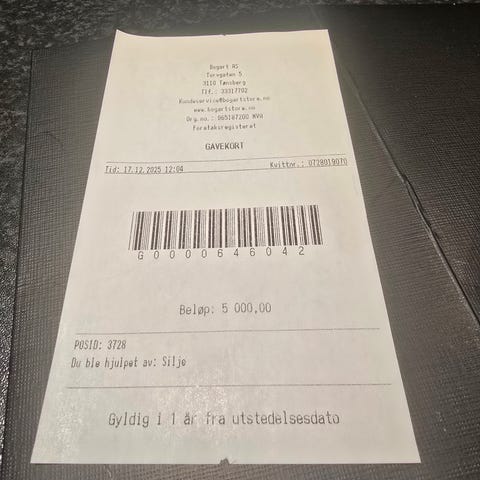 Bogart AS
Torvgaten 5
3110 Tønsberg
Tlf.: 33317702
Kundeservice@bogartstore.no
www.bogartstore.no
Org.no.: 965187200 MVA
Foretaksregisteret
GAVEKORT
Tid: 17.12.2025 12:04 Kvittnr.: 0728019070
G0000646042
Beløp: 5 000,00
POSID: 3728
Du ble hjulpet av: Silje
Gyldig i 1 år fra utstedelsesdato